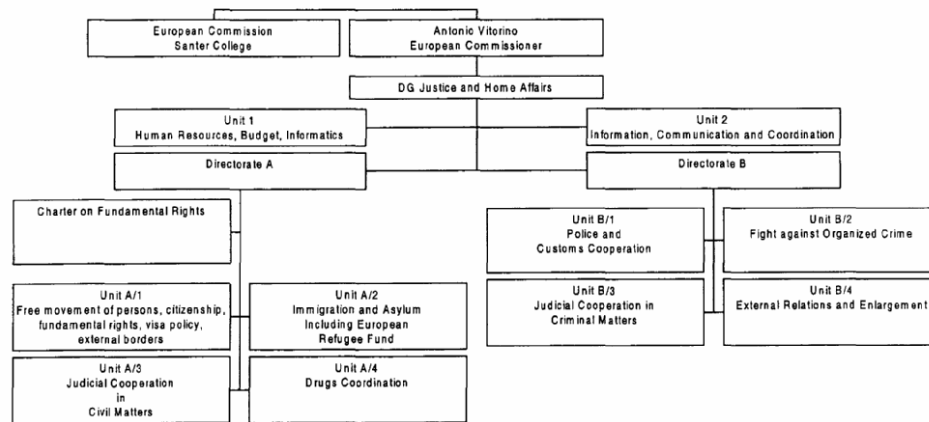 European Commission
Santer College
Antonio Vitorino
European Commissioner
DG Justice and Home Affairs
Unit 1
Human Resources, Budget, Informatics
Unit 2
Information, Communication and Coordination
Directorate A
Directorate B
Charter on Fundamental Rights
Unit B/1
Police and
Customs Cooperation
Unit B/2
Fight against Organized Crime
Unit A/1
Free movement of persons, citizenship,
fundamental rights, visa policy,
external borders
Unit A/2
Immigration and Asylum
Including European
Refugee Fund
Unit B/3
Judicial Cooperation in
Criminal Matters
Unit B/4
External Relations and Enlargement
Unit A/3
Judicial Cooperation
in
Civil Matters
Unit A/4
Drugs Coordination